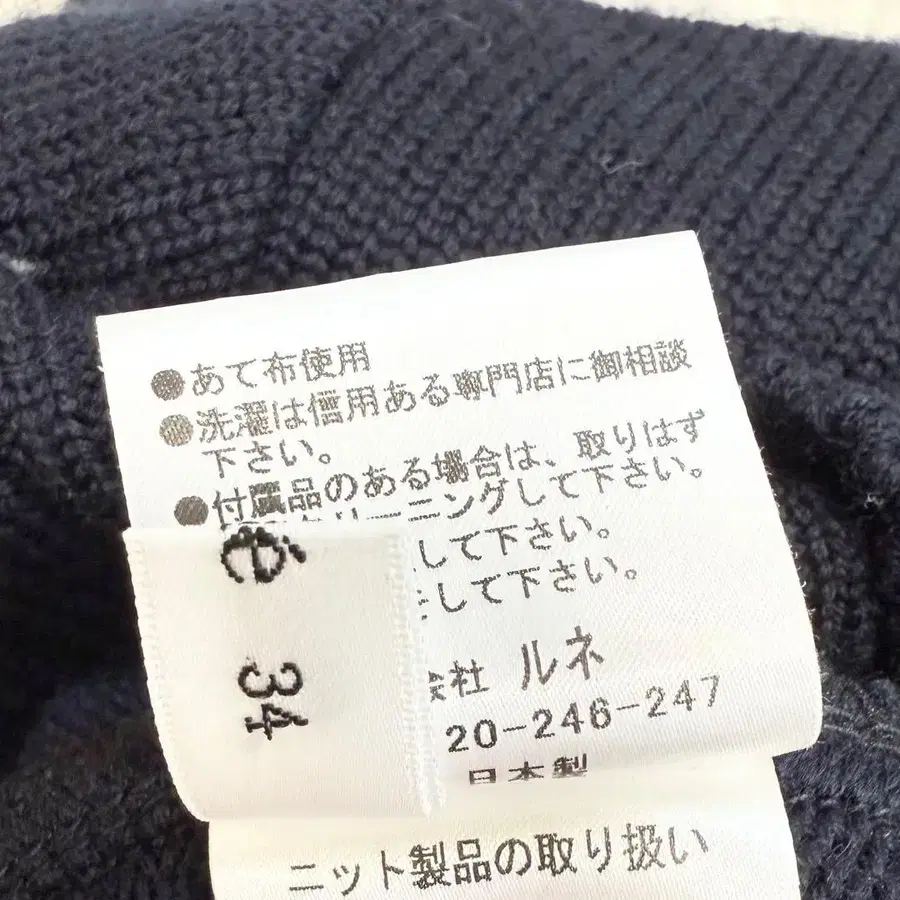 ●あて布使用
●洗濯は信用ある専門店に御相談
下さい。
●付属品のある場合は、取りはず
クリーニングして下さい。
して下さい。
して下さい。
é
34
会社 ルネ
20-246-247
日本製
ニット製品の取り扱い